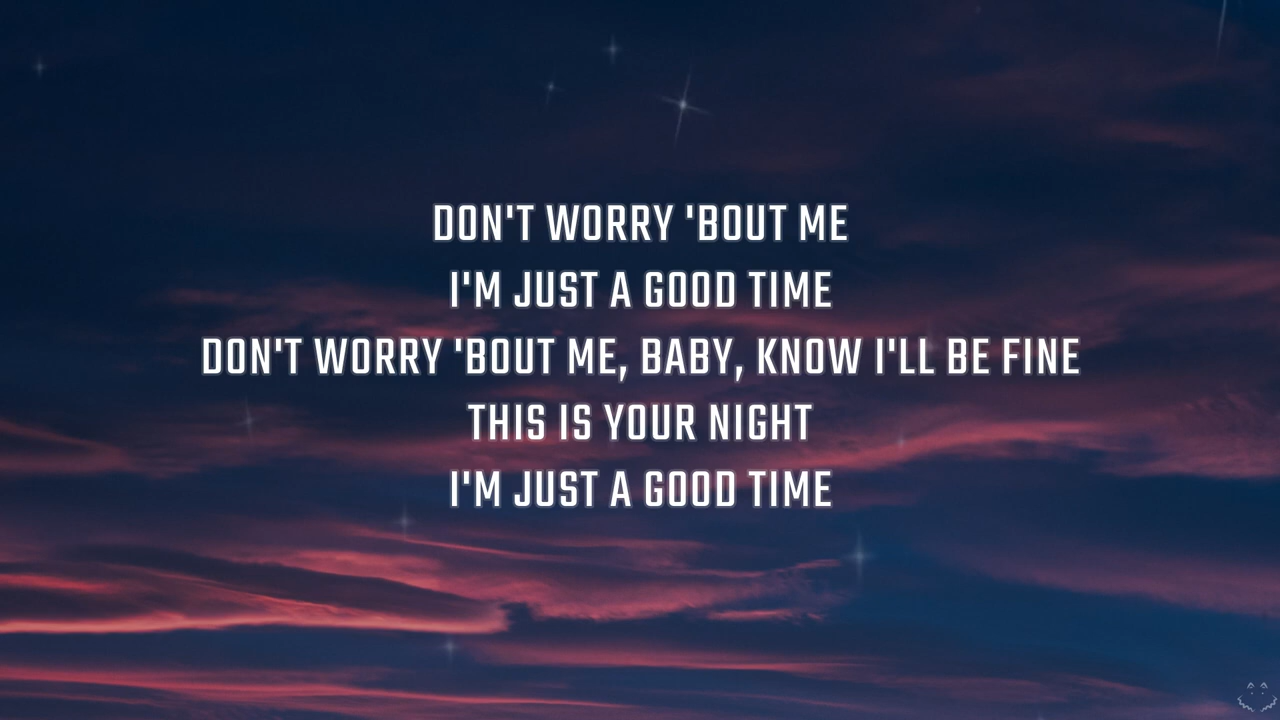 DON'T WORRY 'BOUT ME
I'M JUST A GOOD TIME
DON'T WORRY 'BOUT ME, BABY, KNOW I'LL BE FINE
THIS IS YOUR NIGHT
I'M JUST A GOOD TIME